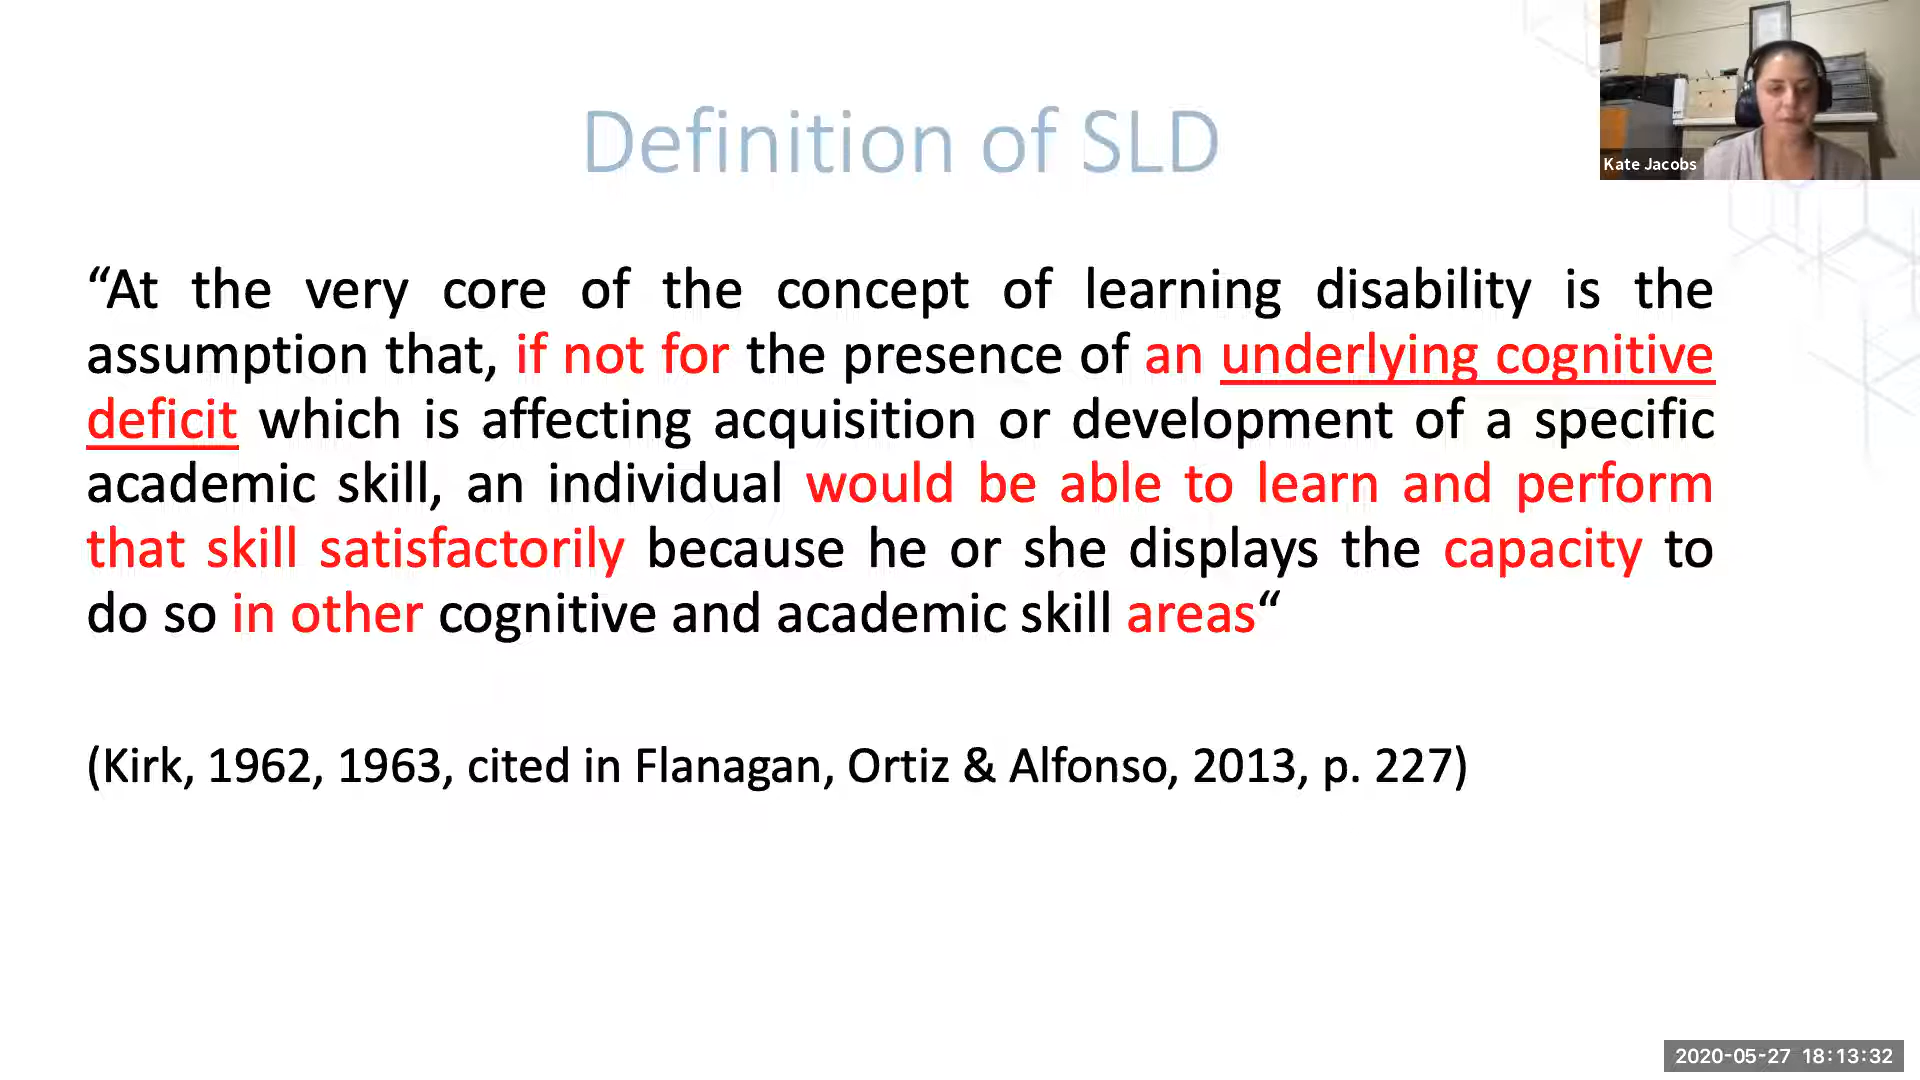 Definition of SLD
Kate Jacobs
“At the very core of the concept of learning disability is the
assumption that, if not for the presence of an underlying cognitive
deficit which is affecting acquisition or development of a specific
academic skill, an individual would be able to learn and perform
that skill satisfactorily because he or she displays the capacity to
do so in other cognitive and academic skill areas“
(Kirk, 1962, 1963, cited in Flanagan, Ortiz & Alfonso, 2013, p. 227)
2020-05-27 18:13:32